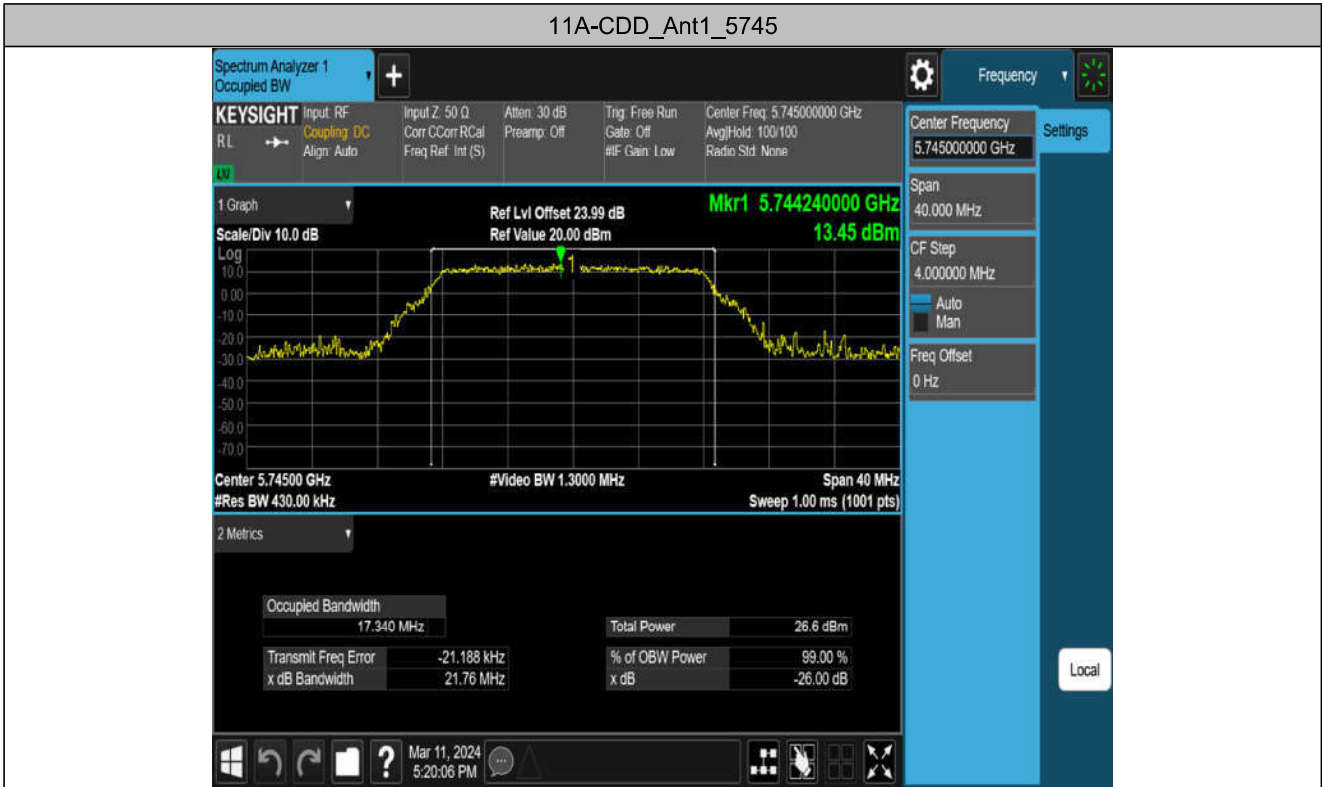 11A-CDD_Ant1_5745
Spectrum Analyzer 1
Occupied BW
+
Frequency
KEYSIGHT
RL
LXI
Input: RF
Coupling: DC
Align: Auto
Input Z: 50 Ω
Corr CCorr RCal
Freq Ref: Int (S)
Atten: 30 dB
Preamp: Off
Trig: Free Run
Gate: Off
#IF Gain: Low
Center Freq: 5.745000000 GHz
Avg|Hold: 100/100
Radio Std: None
Center Frequency
5.745000000 GHz
Settings
Span
40.000 MHz
CF Step
4.000000 MHz
Auto
Man
Freq Offset
0 Hz
1 Graph
Scale/Div 10.0 dB
Ref Lvl Offset 23.99 dB
Ref Value 20.00 dBm
Mkr1 5.744240000 GHz
13.45 dBm
Log
10.0
0.00
-10.0
-20.0
-30.0
-40.0
-50.0
-60.0
-70.0
1
Center 5.74500 GHz
#Video BW 1.3000 MHz
Span 40 MHz
#Res BW 430.00 kHz
Sweep 1.00 ms (1001 pts)
2 Metrics
Occupied Bandwidth
17.340 MHz
Total Power 26.6 dBm
Transmit Freq Error -21.188 kHz
% of OBW Power 99.00 %
x dB Bandwidth 21.76 MHz
x dB -26.00 dB
Local
?
Mar 11, 2024
5:20:06 PM